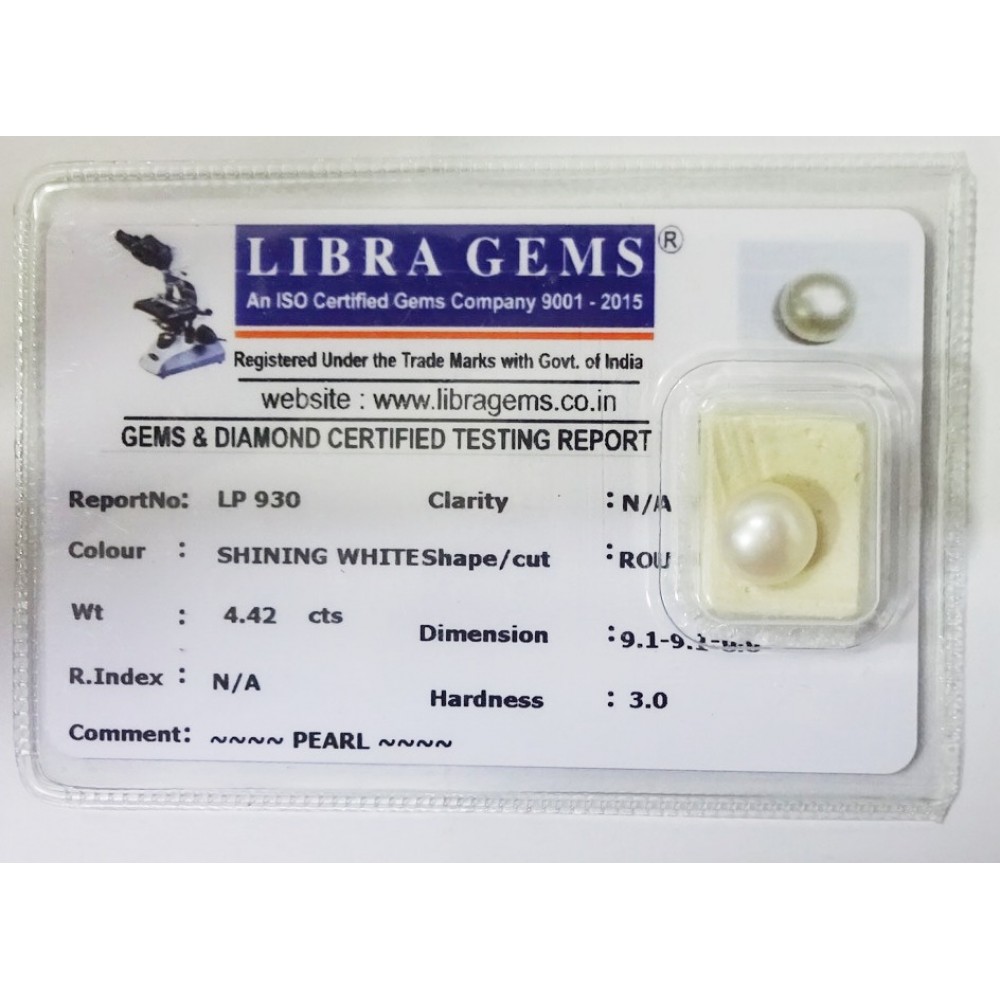 LIBRA GEMS ®
An ISO Certified Gems Company 9001 - 2015
Registered Under the Trade Marks with Govt. of India
website : www.libragems.co.in
GEMS & DIAMOND CERTIFIED TESTING REPORT
ReportNo: LP 930 Clarity : N/A
Colour : SHINING WHITE Shape/cut :
Wt : 4.42 cts Dimension : 9.1-9.1-
R.Index : N/A Hardness : 3.0
Comment: ~~~~ PEARL ~~~~